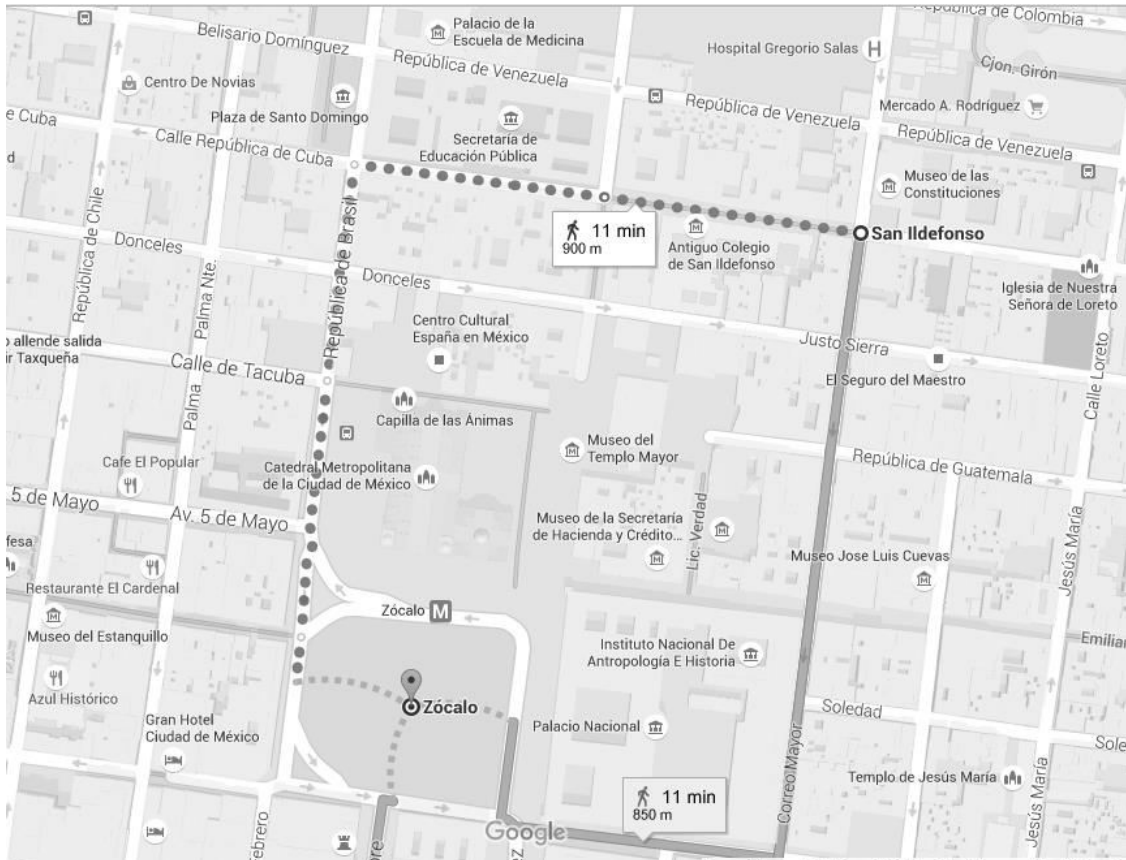 República de Colombia
Belisario Domínguez
Palacio de la
Escuela de Medicina
Hospital Gregorio Salas
H
Cjon. Girón
Centro De Novias
República de Venezuela
República de Venezuela
Mercado A. Rodríguez
República de Venezuela
Plaza de Santo Domingo
e Cuba
Calle República de Cuba
Secretaría de
Educación Pública
Museo de las
Constituciones
d
República de Chile
Palma Nte.
República de Brasil
11 min
900 m
Antiguo Colegio
de San Ildefonso
San Ildefonso
Donceles
Donceles
Iglesia de Nuestra
Señora de Loreto
Centro Cultural
España en México
Justo Sierra
o allende salida
ir Taxqueña
Calle de Tacuba
El Seguro del Maestro
Calle Loreto
Palma
Capilla de las Ánimas
Museo del
Templo Mayor
República de Guatemala
Cafe El Popular
Catedral Metropolitana
de la Ciudad de México
5 de Mayo
Av. 5 de Mayo
Museo de la Secretaría
de Hacienda y Crédito...
Lic. Verdad
Jesús María
fesa
Museo Jose Luis Cuevas
Restaurante El Cardenal
Zócalo
M
Museo del Estanquillo
Instituto Nacional De
Antropología E Historia
Emilian
Azul Histórico
Zócalo
Soledad
Gran Hotel
Ciudad de México
Palacio Nacional
Sole
Correo Mayor
Templo de Jesús María
Jesús María
11 min
850 m
Google
ebrero
bre
oz